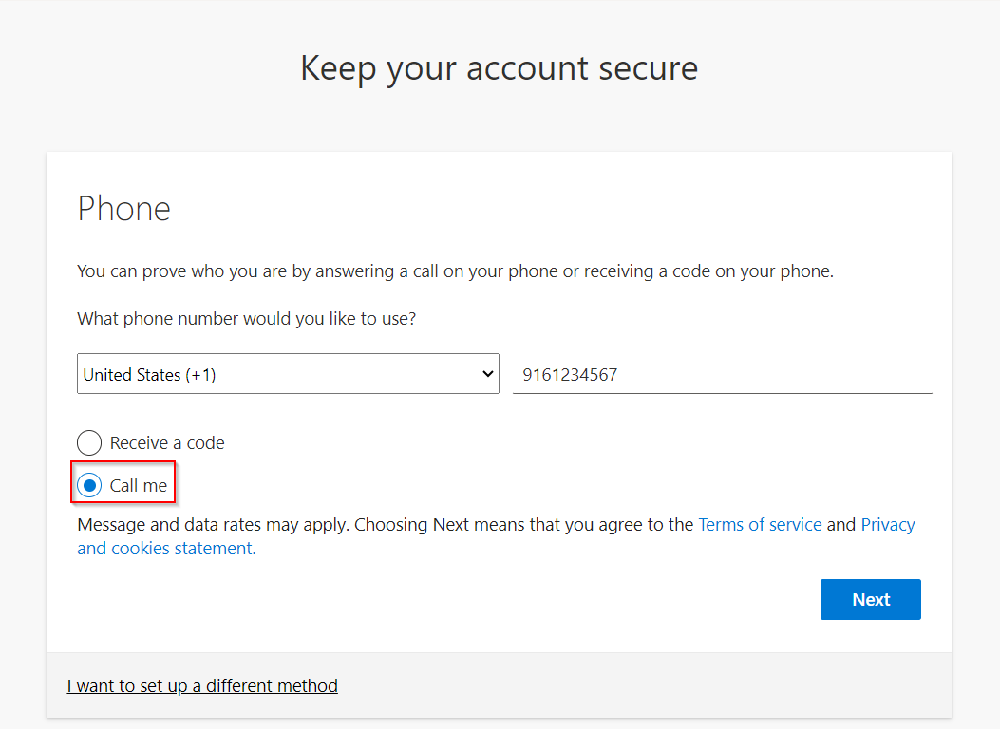 Keep your account secure
Phone
You can prove who you are by answering a call on your phone or receiving a code on your phone.
What phone number would you like to use?
United States (+1) 9161234567
Receive a code
Call me
Message and data rates may apply. Choosing Next means that you agree to the Terms of service and Privacy
and cookies statement.
Next
I want to set up a different method